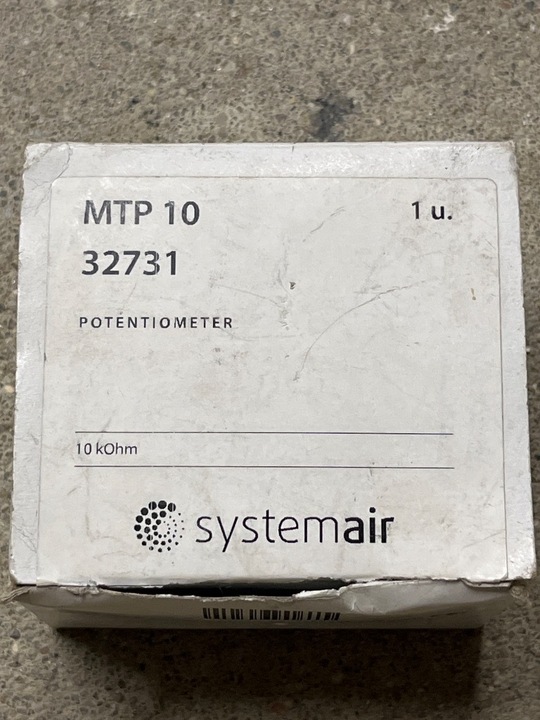 MTP 10
1 u.
32731
POTENTIOMETER
10 kOhm
systemair